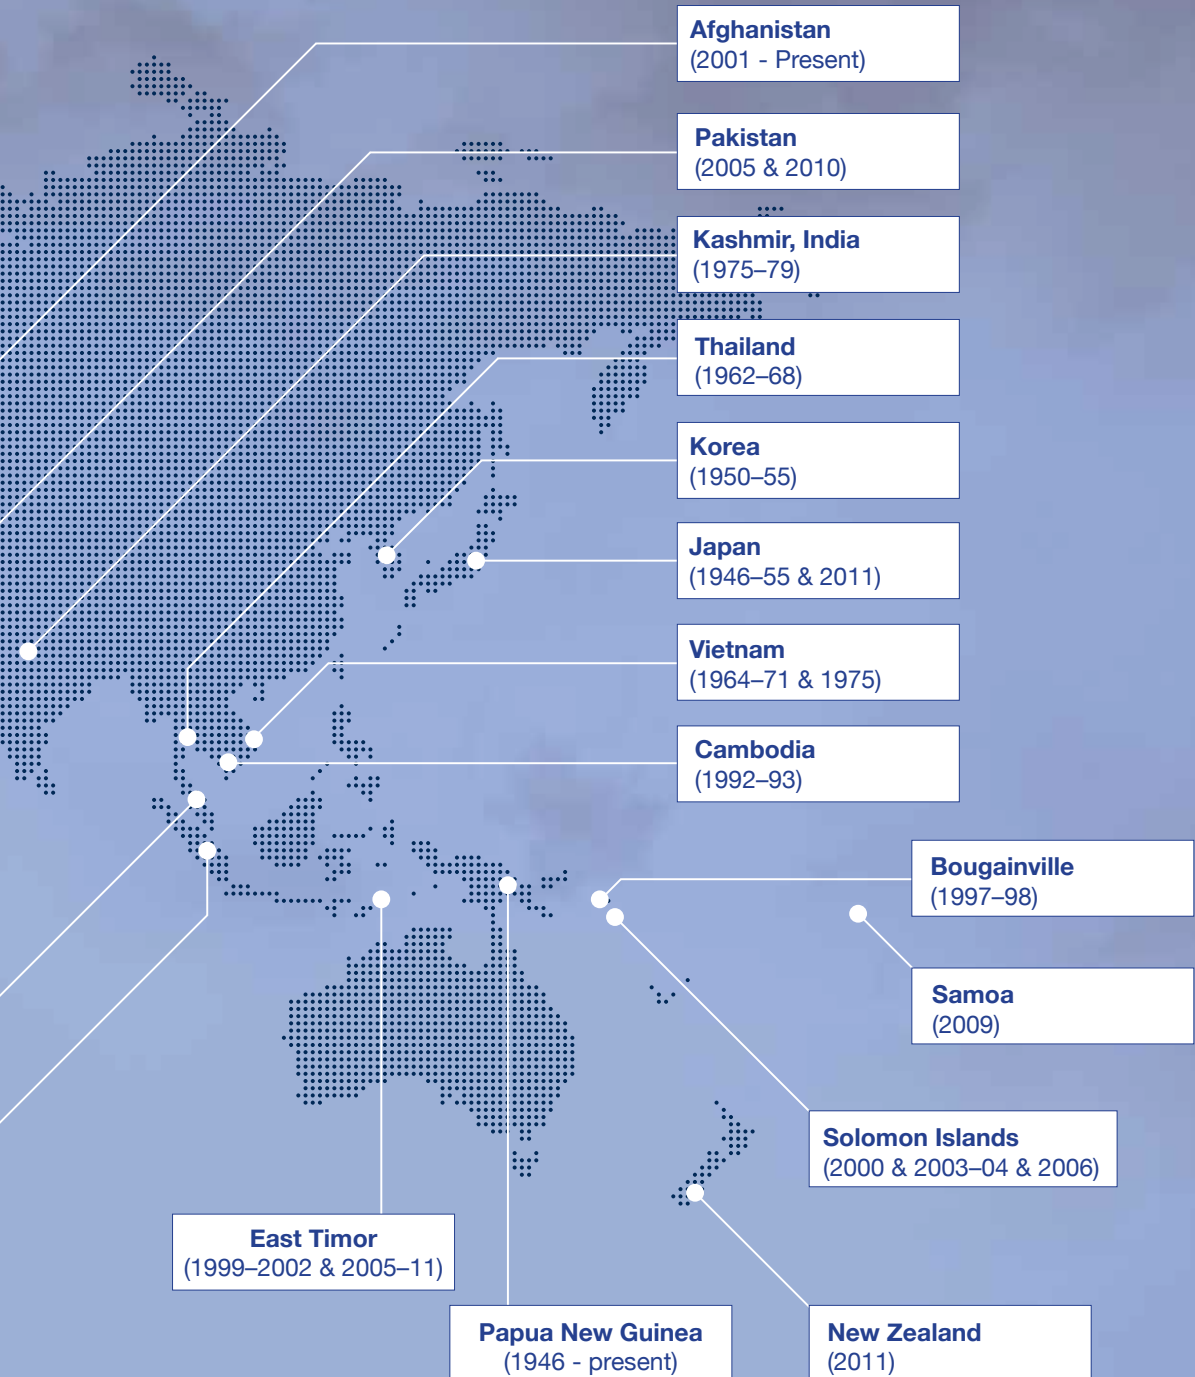 Afghanistan
(2001 - Present)
Pakistan
(2005 & 2010)
Kashmir, India
(1975–79)
Thailand
(1962–68)
Korea
(1950–55)
Japan
(1946–55 & 2011)
Vietnam
(1964–71 & 1975)
Cambodia
(1992–93)
Bougainville
(1997–98)
Samoa
(2009)
Solomon Islands
(2000 & 2003–04 & 2006)
East Timor
(1999–2002 & 2005–11)
Papua New Guinea
(1946 - present)
New Zealand
(2011)